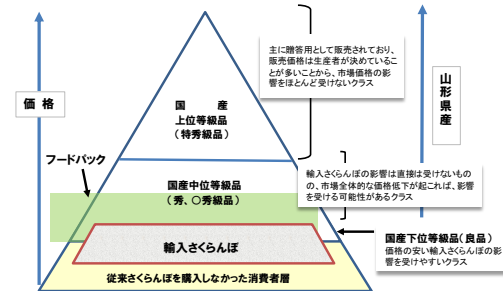 主に贈答用として販売されており、
販売価格は生産者が決めているこ
とが多いことから、市場価格の影
響をほとんど受けないクラス
価格
国　産
上位等級品
(特秀級品)
山形県産
フードパック
国産中位等級品
(秀、〇秀級品)
輸入さくらんぼの影響は直接は受けないもの
の、市場全体的な価格低下が起これば、影響
を受ける可能性があるクラス
輸入さくらんぼ
国産下位等級品(良品)
価格の安い輸入さくらんぼの影
響を受けやすいクラス
従来さくらんぼを購入しなかった消費者層